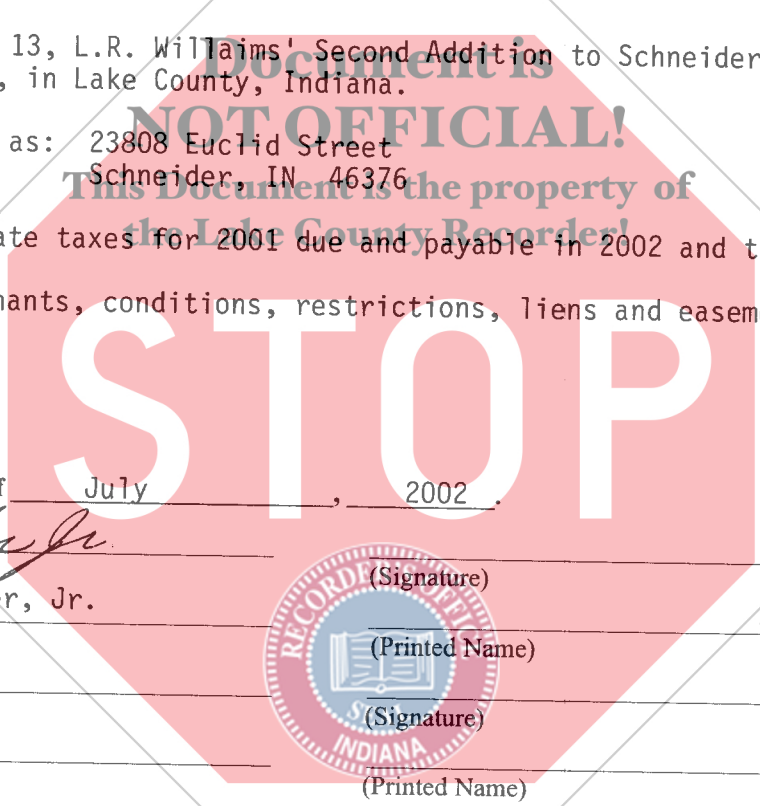 13, L.R. Willaims' Second Addition to Schneider
, in Lake County, Indiana.
Document is
NOT OFFICIAL!
This Document is the property of
the Lake County Recorder!
as: 23808 Euclid Street
Schneider, IN 46376
ate taxes for 2001 due and payable in 2002 and t
nants, conditions, restrictions, liens and easem
STOP
f July , 2002 .
Jr.
(Signature)
r, Jr.
(Printed Name)
(Signature)
(Printed Name)
RECORDER'S OFFIC
SEAL
INDIANA